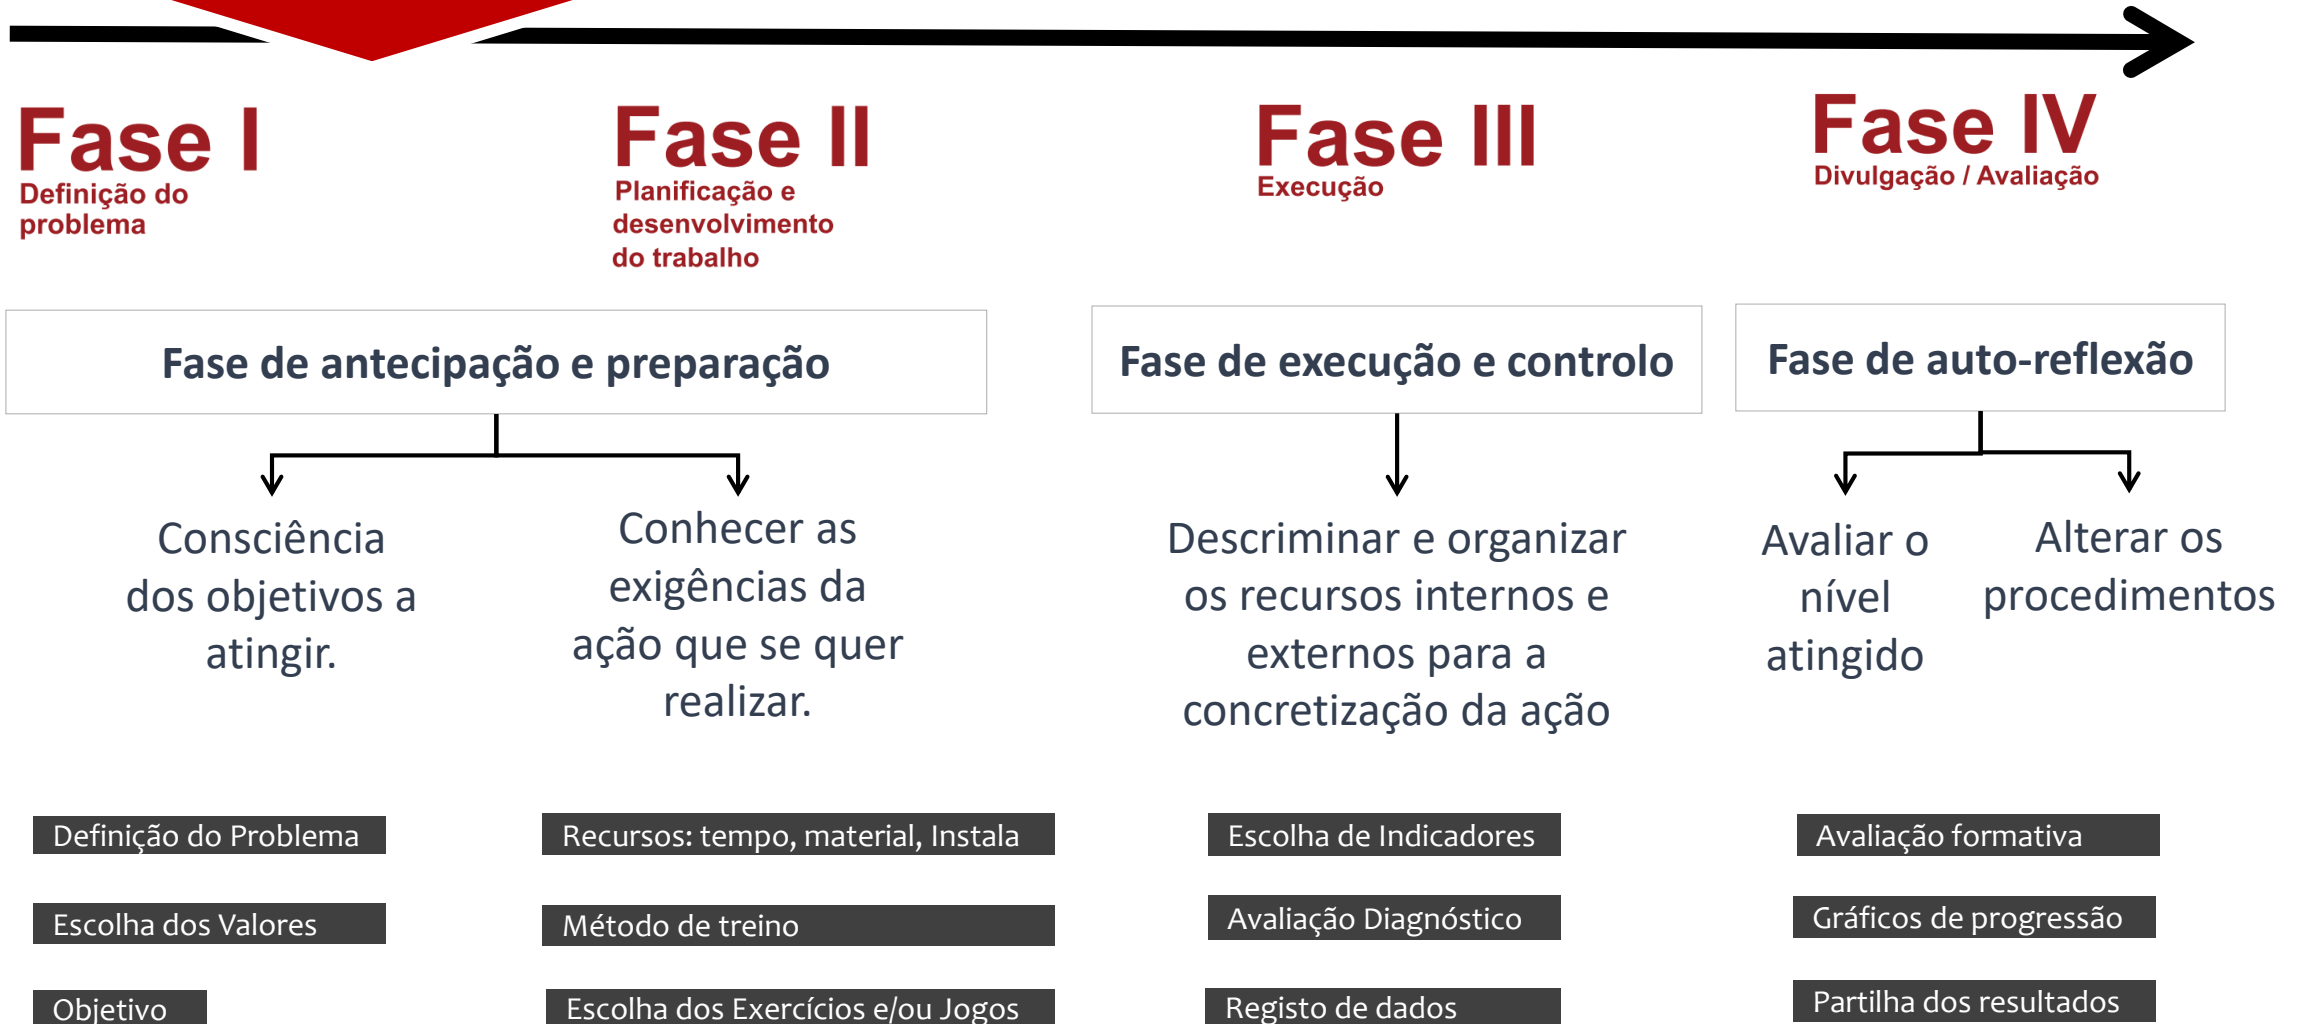 Fase I
Definição do
problema
Fase II
Planificação e
desenvolvimento
do trabalho
Fase III
Execução
Fase IV
Divulgação / Avaliação
Fase de antecipação e preparação
Fase de execução e controlo
Fase de auto-reflexão
Consciência
dos objetivos a
atingir.
Conhecer as
exigências da
ação que se quer
realizar.
Descriminar e organizar
os recursos internos e
externos para a
concretização da ação
Avaliar o
nível
atingido
Alterar os
procedimentos
Definição do Problema
Recursos: tempo, material, Instala
Escolha de Indicadores
Avaliação formativa
Escolha dos Valores
Método de treino
Avaliação Diagnóstico
Gráficos de progressão
Objetivo
Escolha dos Exercícios e/ou Jogos
Registo de dados
Partilha dos resultados